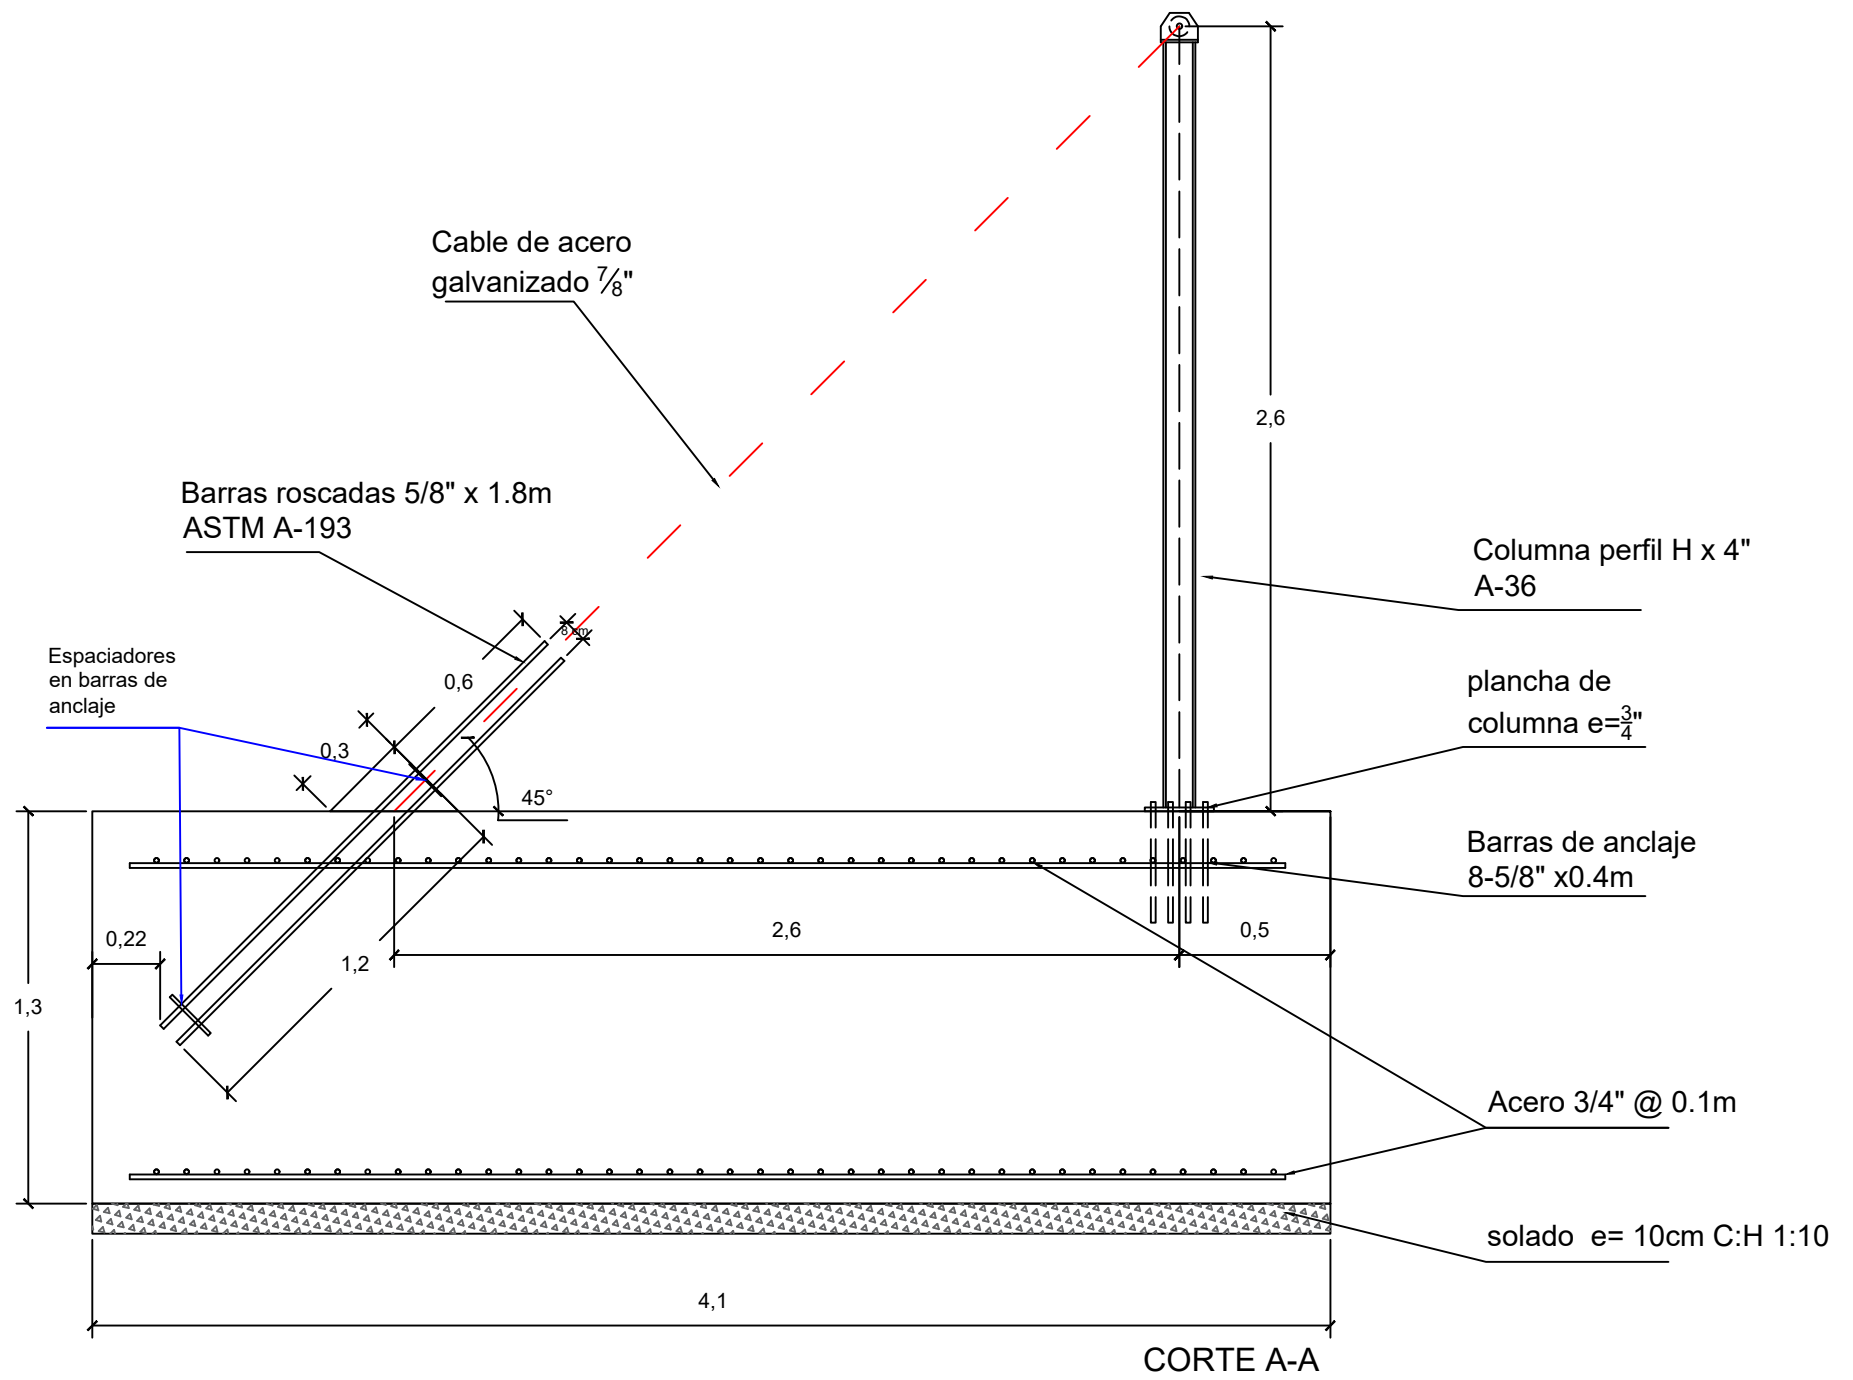 Cable de acero
galvanizado 7/8"
2,6
Barras roscadas 5/8" x 1.8m
ASTM A-193
Columna perfil H x 4"
A-36
8 cm
Espaciadores
en barras de
anclaje
0,6
plancha de
columna e=3/4"
0,3
45°
Barras de anclaje
8-5/8" x0.4m
0,22
2,6
0,5
1,2
1,3
Acero 3/4" @ 0.1m
solado e= 10cm C:H 1:10
4,1
CORTE A-A